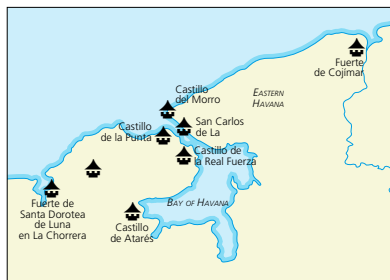 Fuerte
de Cojímar
Castillo
del Morro
EASTERN
HAVANA
San Carlos
de La
Castillo
de la Punta
Castillo de
la Real Fuerza
BAY OF HAVANA
Fuerte de
Santa Dorotea
de Luna
en La Chorrera
Castillo
de Atarés